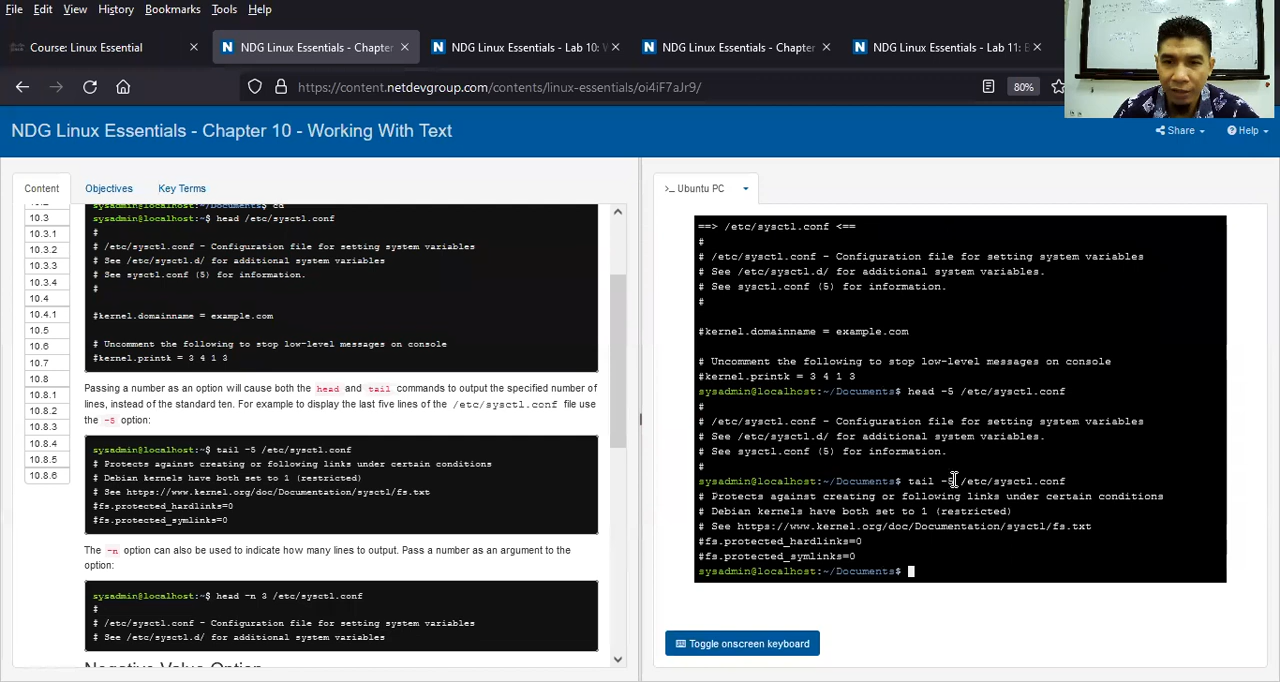 File Edit View History Bookmarks Tools Help
Course: Linux Essential
NDG Linux Essentials - Chapter
NDG Linux Essentials - Lab 10: V
NDG Linux Essentials - Chapter
NDG Linux Essentials - Lab 11: B
https://content.netdevgroup.com/contents/linux-essentials/oi4iF7aJr9/
80%
NDG Linux Essentials - Chapter 10 - Working With Text
Share
Help
Content Objectives Key Terms
10.2
10.3
10.3.1
10.3.2
10.3.3
10.3.4
10.4
10.4.1
10.5
10.6
10.7
10.8
10.8.1
10.8.2
10.8.3
10.8.4
10.8.5
10.8.6
sysadmin@localhost:~/Documents$ cd
sysadmin@localhost:~$ head /etc/sysctl.conf
#
# /etc/sysctl.conf - Configuration file for setting system variables
# See /etc/sysctl.d/ for additional system variables
# See sysctl.conf (5) for information.
#
#kernel.domainname = example.com
# Uncomment the following to stop low-level messages on console
#kernel.printk = 3 4 1 3
Passing a number as an option will cause both the head and tail commands to output the specified number of
lines, instead of the standard ten. For example to display the last five lines of the /etc/sysctl.conf file use
the -5 option:
sysadmin@localhost:~$ tail -5 /etc/sysctl.conf
# Protects against creating or following links under certain conditions
# Debian kernels have both set to 1 (restricted)
# See https://www.kernel.org/doc/Documentation/sysctl/fs.txt
#fs.protected_hardlinks=0
#fs.protected_symlinks=0
The -n option can also be used to indicate how many lines to output. Pass a number as an argument to the
option:
sysadmin@localhost:~$ head -n 3 /etc/sysctl.conf
#
# /etc/sysctl.conf - Configuration file for setting system variables
# See /etc/sysctl.d/ for additional system variables
Negative Value Option
>_ Ubuntu PC
==> /etc/sysctl.conf <==
#
# /etc/sysctl.conf - Configuration file for setting system variables
# See /etc/sysctl.d/ for additional system variables.
# See sysctl.conf (5) for information.
#
#kernel.domainname = example.com
# Uncomment the following to stop low-level messages on console
#kernel.printk = 3 4 1 3
sysadmin@localhost:~/Documents$ head -5 /etc/sysctl.conf
#
# /etc/sysctl.conf - Configuration file for setting system variables
# See /etc/sysctl.d/ for additional system variables.
# See sysctl.conf (5) for information.
#
sysadmin@localhost:~/Documents$ tail -5 /etc/sysctl.conf
# Protects against creating or following links under certain conditions
# Debian kernels have both set to 1 (restricted)
# See https://www.kernel.org/doc/Documentation/sysctl/fs.txt
#fs.protected_hardlinks=0
#fs.protected_symlinks=0
sysadmin@localhost:~/Documents$
Toggle onscreen keyboard